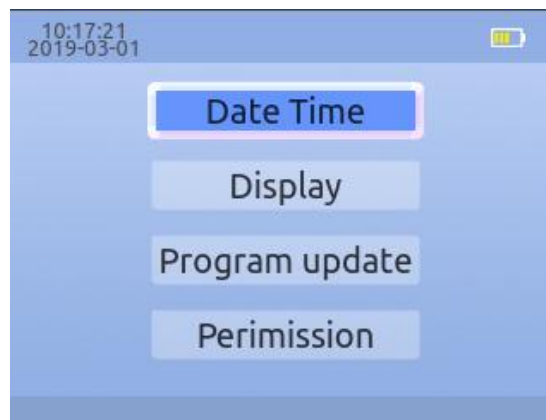 10:17:21
2019-03-01
Date Time
Display
Program update
Perimission